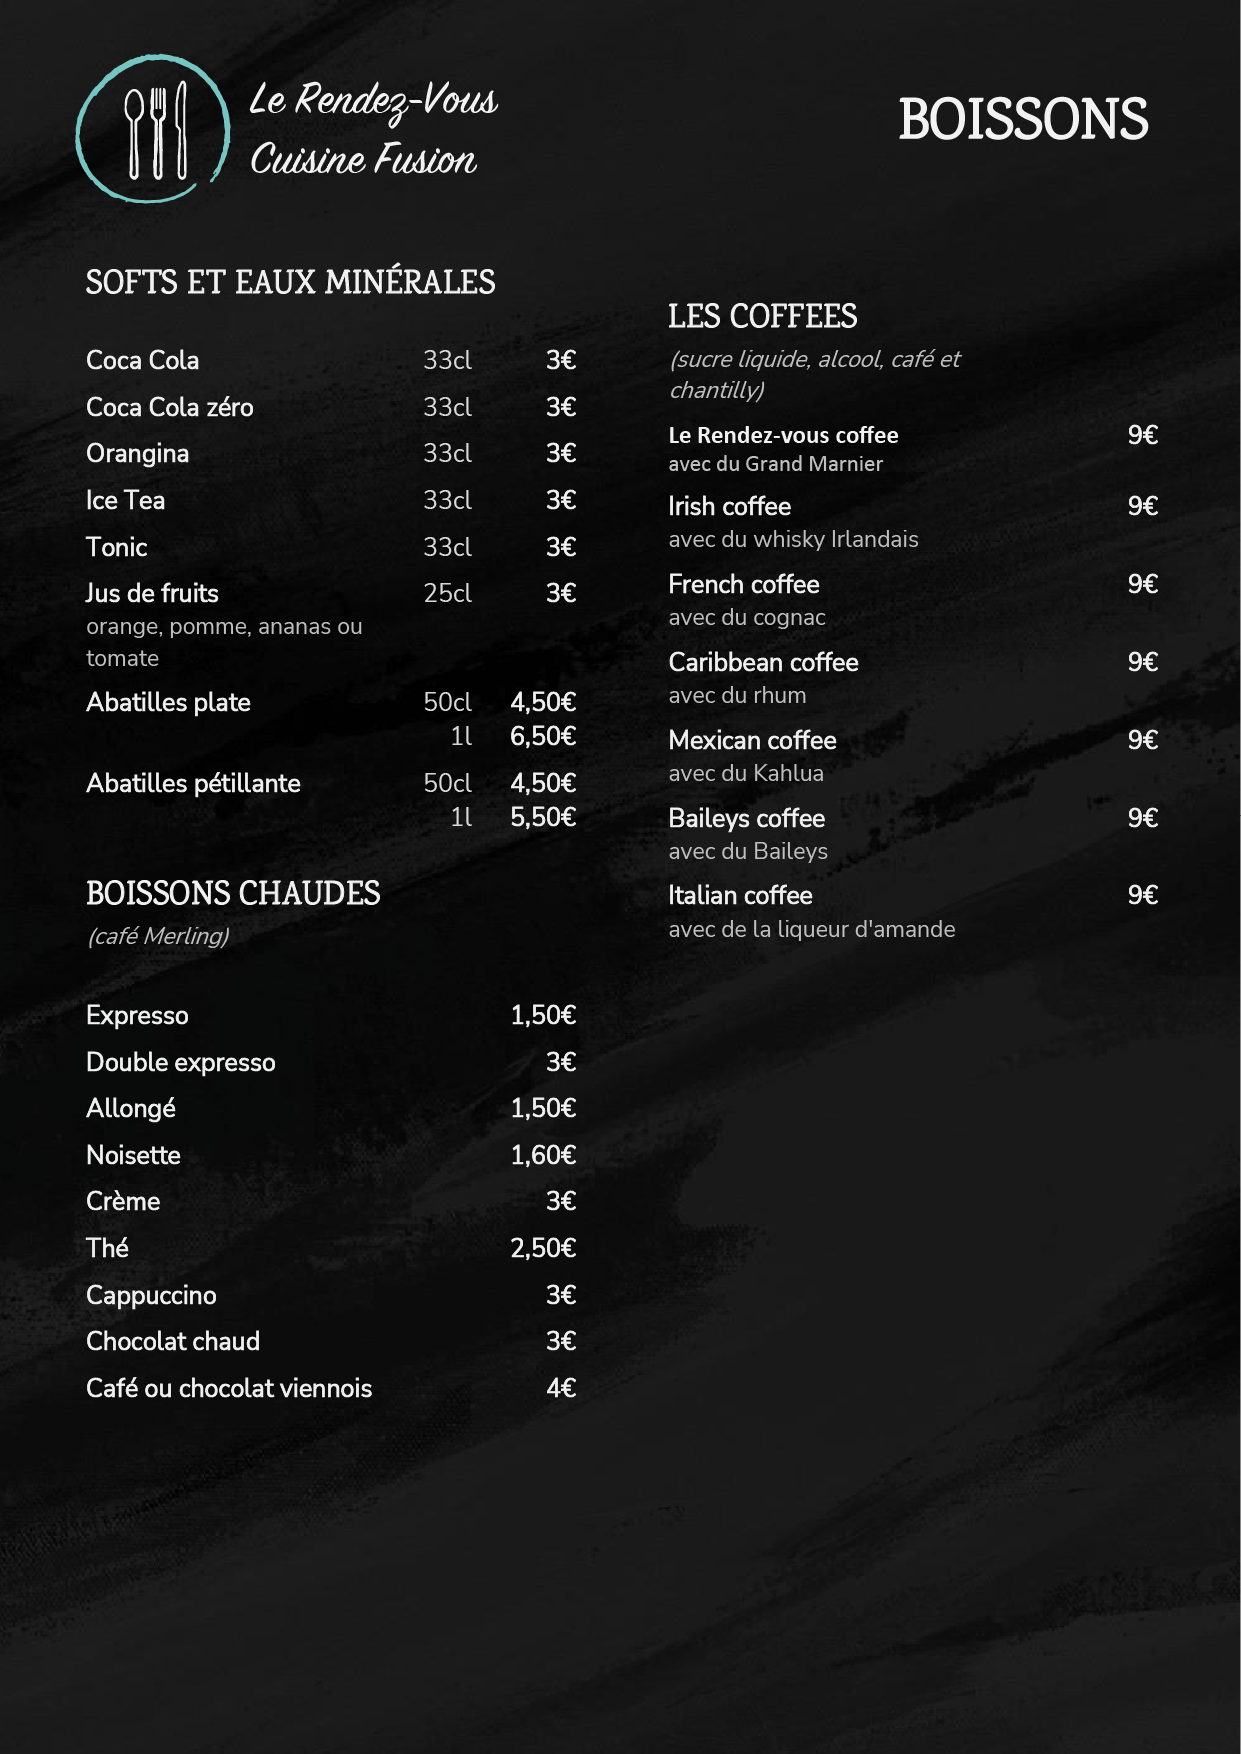 Le Rendez-Vous
Cuisine Fusion
BOISSONS
SOFTS ET EAUX MINÉRALES
Coca Cola 33cl 3€
Coca Cola zéro 33cl 3€
Orangina 33cl 3€
Ice Tea 33cl 3€
Tonic 33cl 3€
Jus de fruits 25cl 3€
orange, pomme, ananas ou
tomate
Abatilles plate 50cl 4,50€
1l 6,50€
Abatilles pétillante 50cl 4,50€
1l 5,50€
BOISSONS CHAUDES
(café Merling)
Expresso 1,50€
Double expresso 3€
Allongé 1,50€
Noisette 1,60€
Crème 3€
Thé 2,50€
Cappuccino 3€
Chocolat chaud 3€
Café ou chocolat viennois 4€
LES COFFEES
(sucre liquide, alcool, café et
chantilly)
Le Rendez-vous coffee 9€
avec du Grand Marnier
Irish coffee 9€
avec du whisky Irlandais
French coffee 9€
avec du cognac
Caribbean coffee 9€
avec du rhum
Mexican coffee 9€
avec du Kahlua
Baileys coffee 9€
avec du Baileys
Italian coffee 9€
avec de la liqueur d'amande